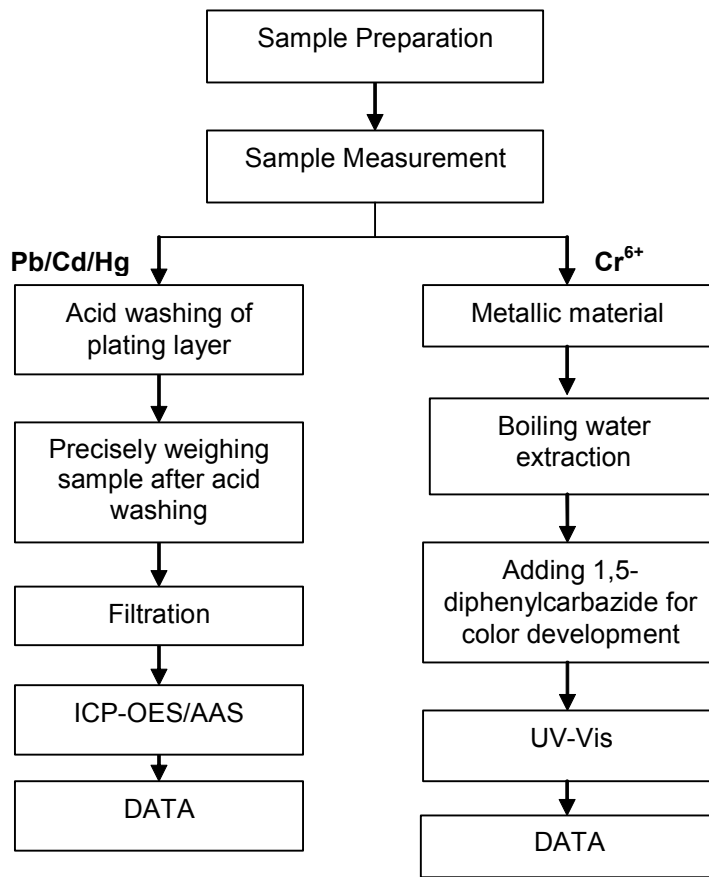 Sample Preparation
Sample Measurement
Pb/Cd/Hg
Acid washing of
plating layer
Precisely weighing
sample after acid
washing
Filtration
ICP-OES/AAS
DATA
Cr⁶⁺
Metallic material
Boiling water
extraction
Adding 1,5-
diphenylcarbazide for
color development
UV-Vis
DATA